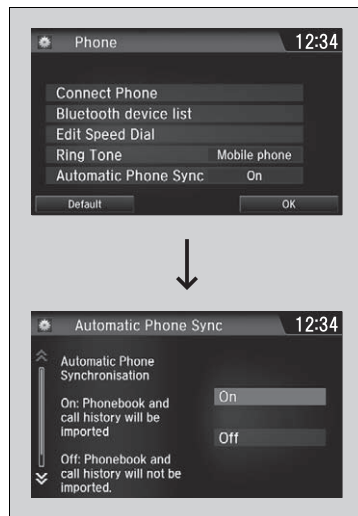 Phone
12:34
Connect Phone
Bluetooth device list
Edit Speed Dial
Ring Tone Mobile phone
Automatic Phone Sync On
Default OK
Automatic Phone Sync
12:34
Automatic Phone
Synchronisation
On: Phonebook and
call history will be
imported
Off: Phonebook and
call history will not be
imported.
On
Off